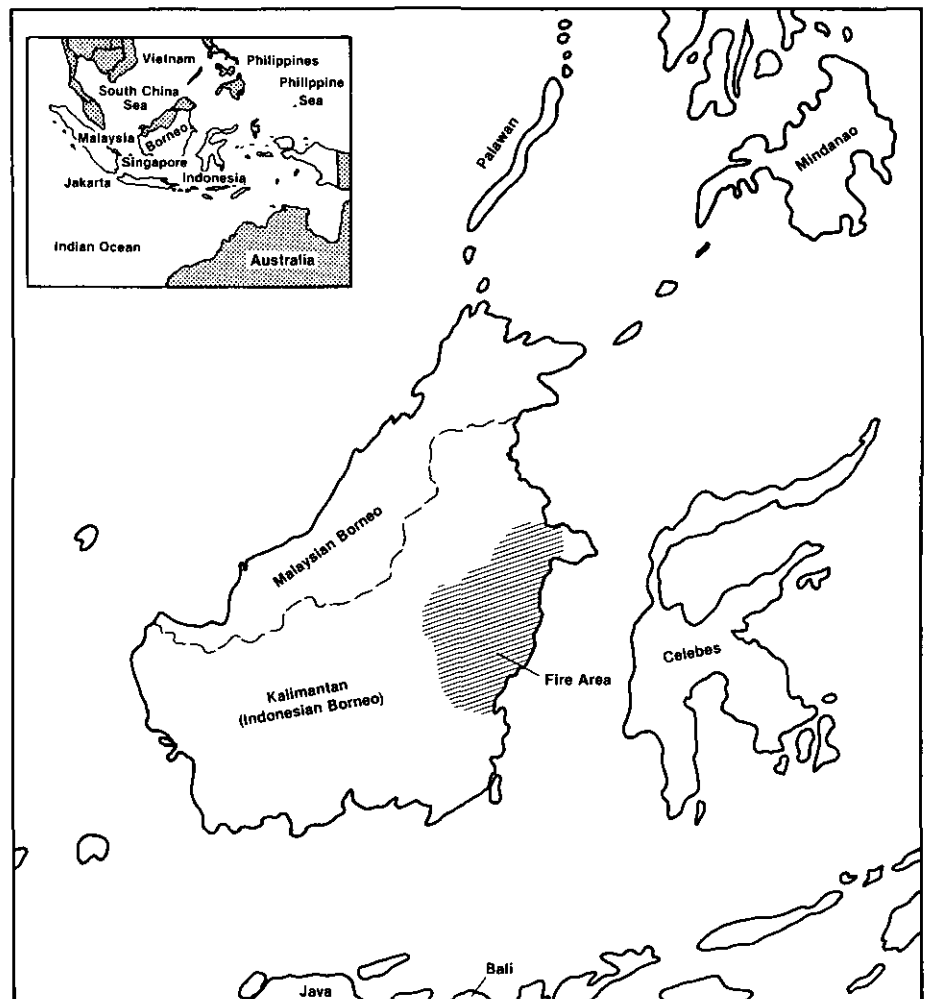 Vietnam
Philippines
South China
Sea
Philippine
Sea
Malaysia
Borneo
Singapore
Jakarta
Indonesia
Indian Ocean
Australia
Palawan
Mindanao
Malaysian Borneo
Celebes
Fire Area
Kalimantan
(Indonesian Borneo)
Bali
Java